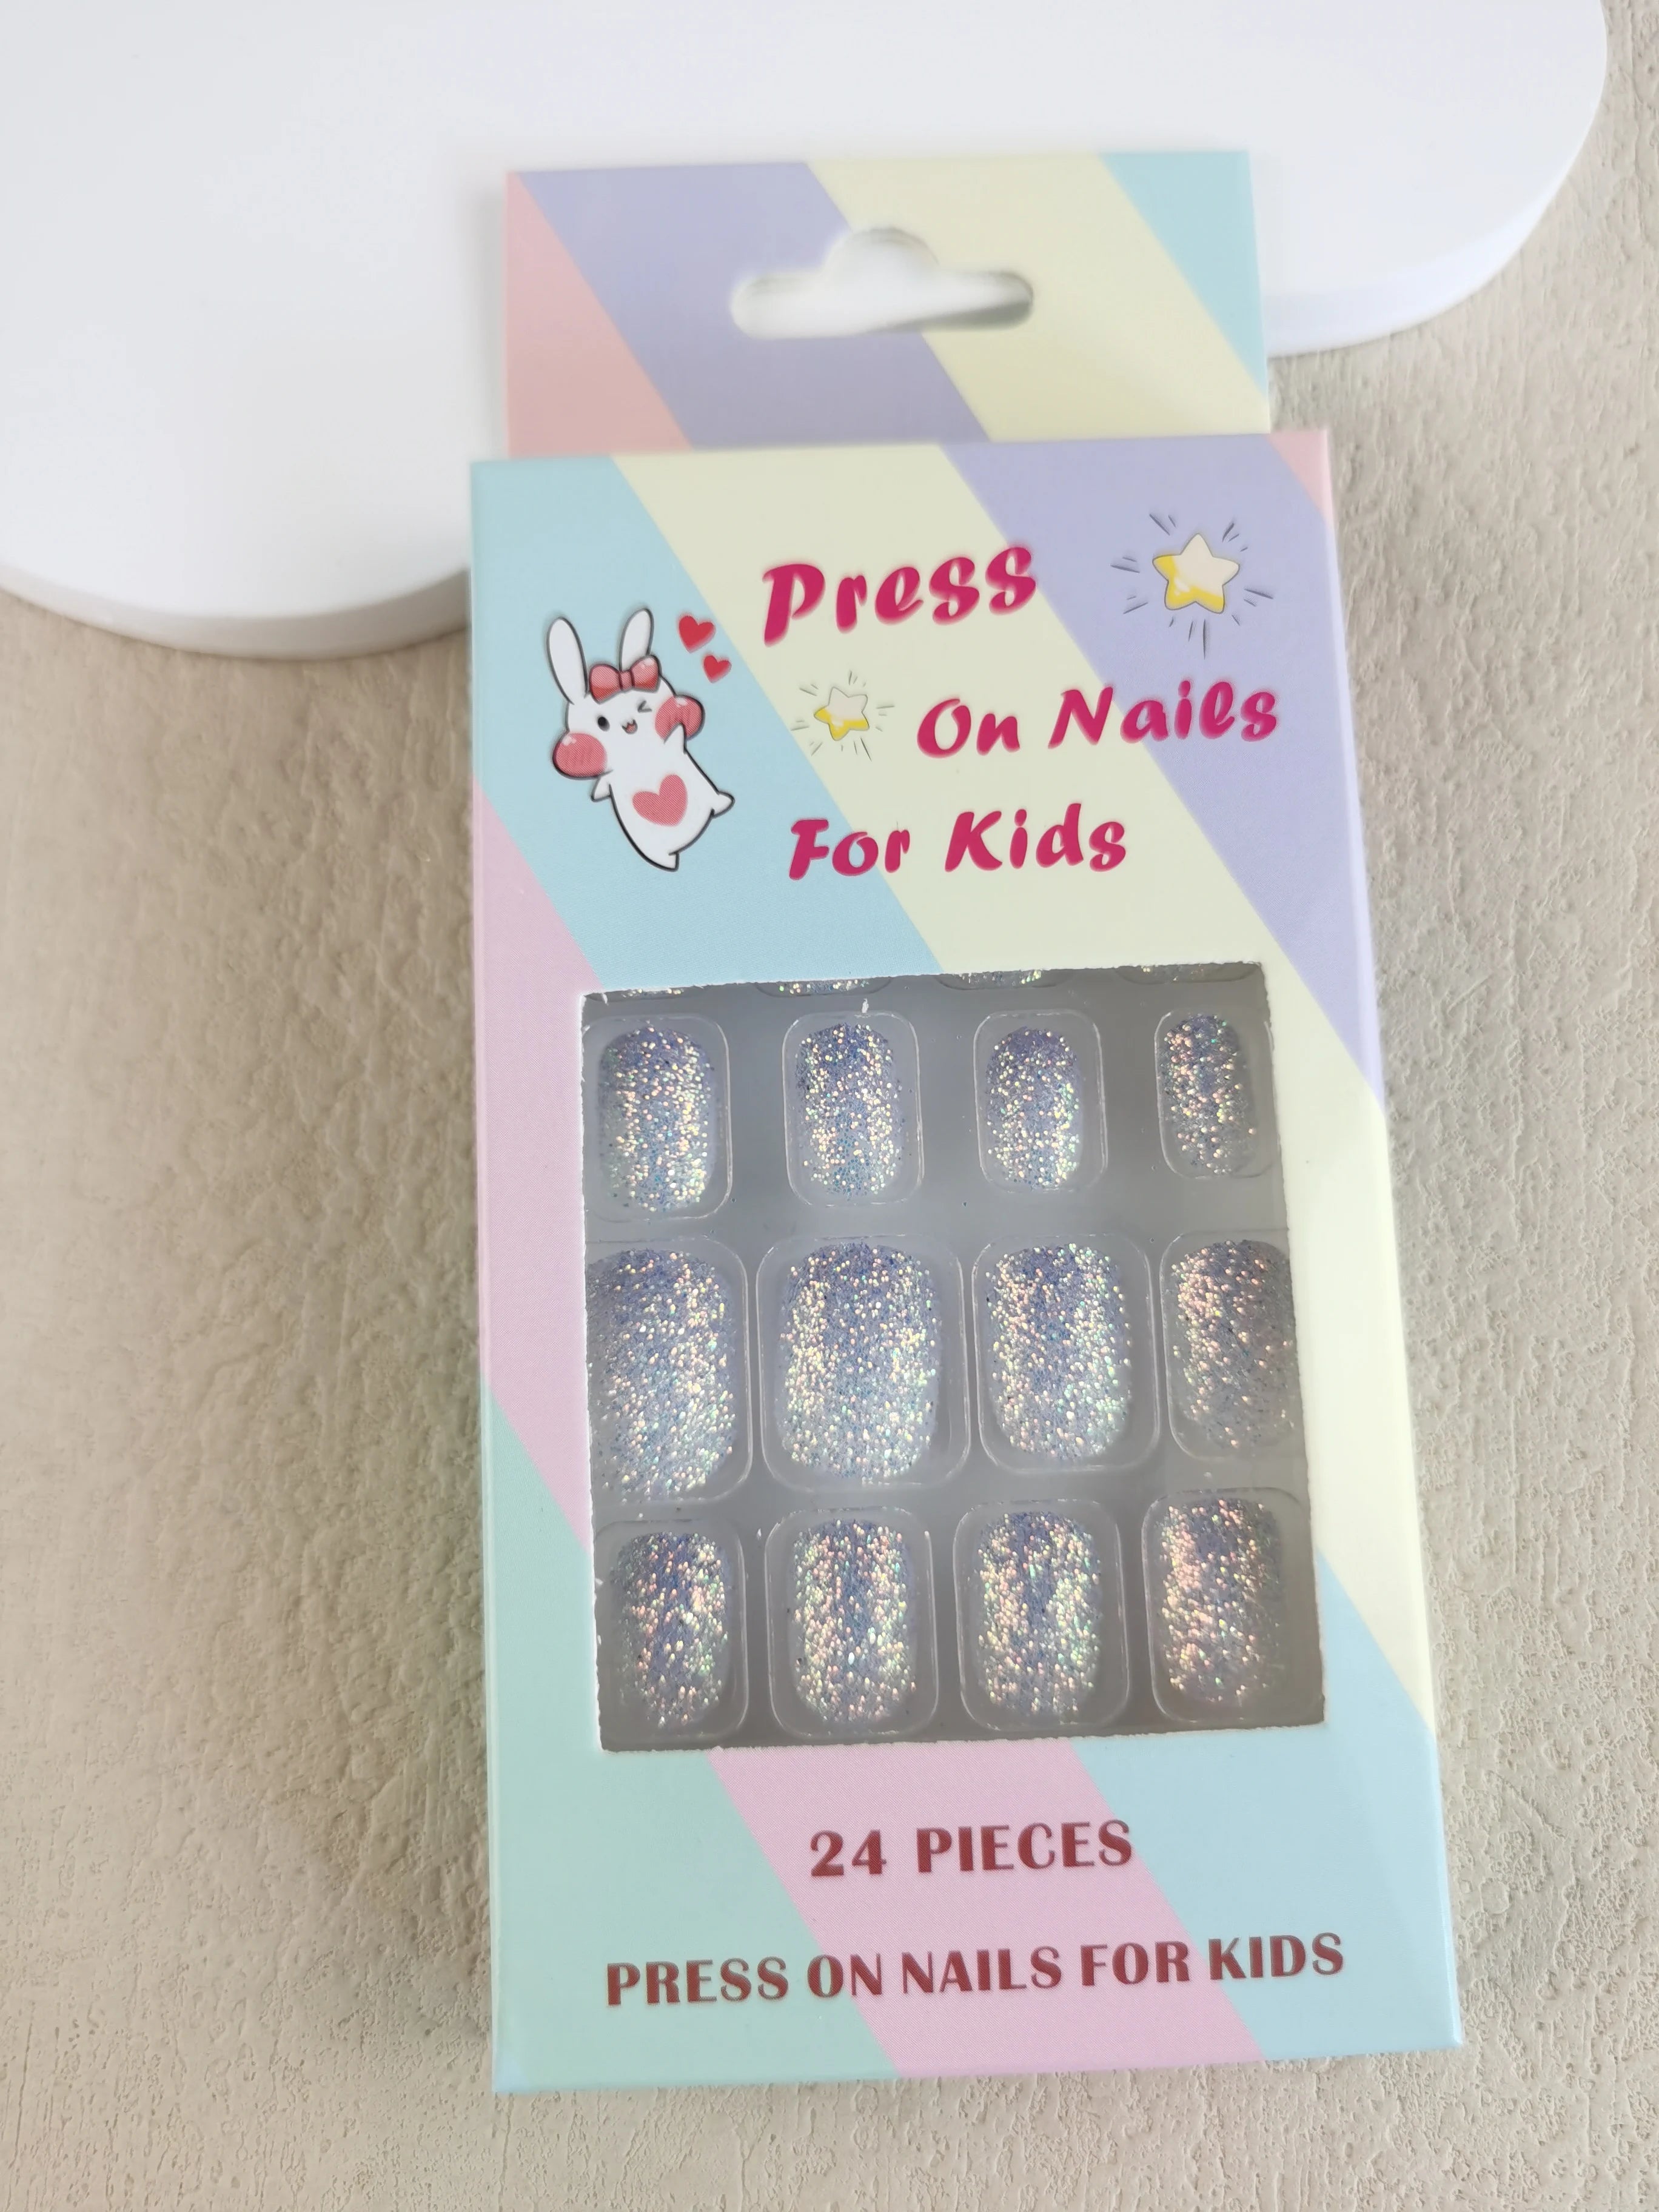 Press
On Nails
For Kids
24 PIECES
PRESS ON NAILS FOR KIDS